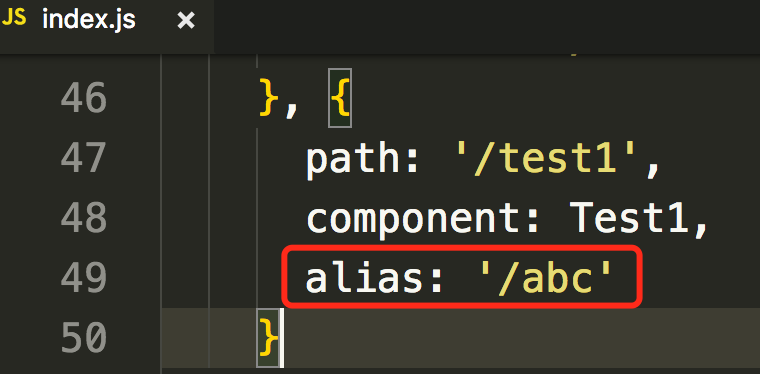 JS index.js ×
46 }, {
47 path: '/test1',
48 component: Test1,
49 alias: '/abc'
50 }